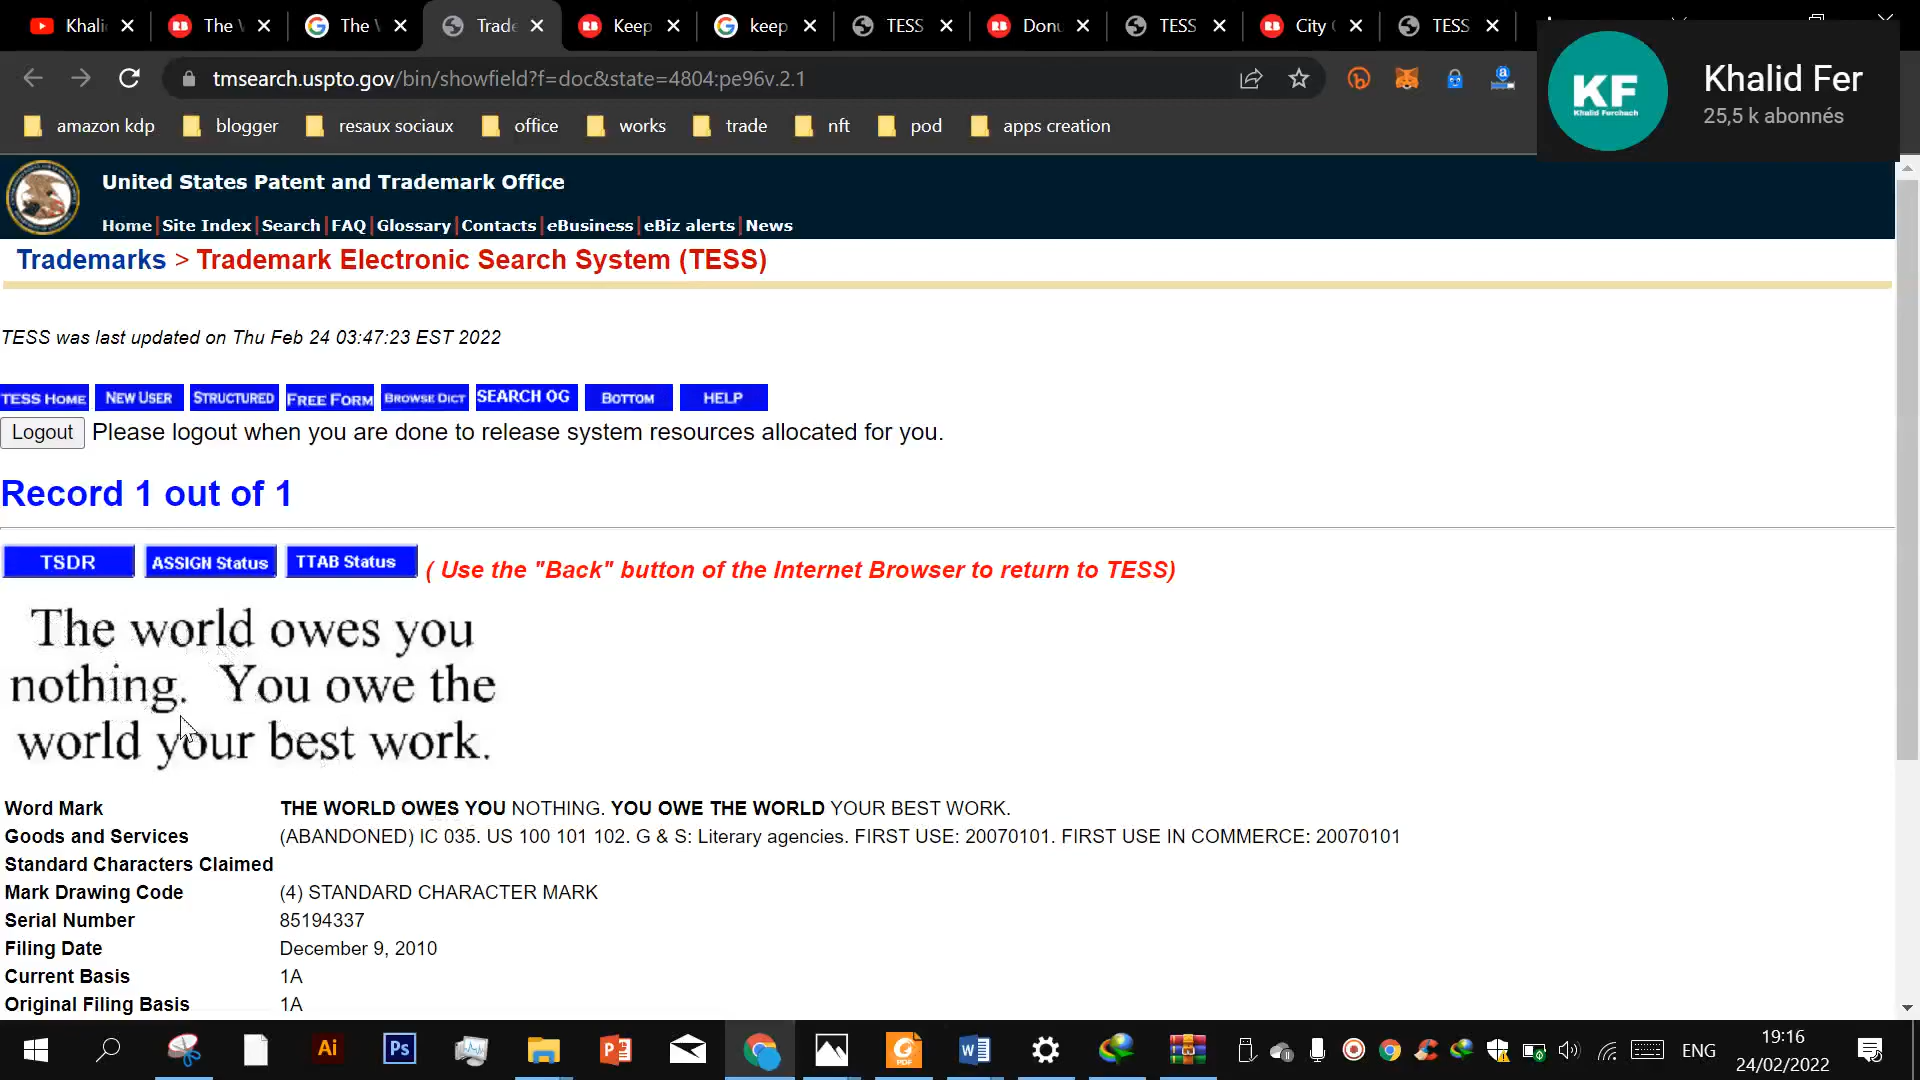 Khali
The
The
Trade
Keep
keep
TESS
Donu
TESS
City
TESS
tmsearch.uspto.gov/bin/showfield?f=doc&state=4804:pe96v.2.1
KF
Khalid Ferchach
Khalid Fer
25,5 k abonnés
amazon kdp
blogger
resaux sociaux
office
works
trade
nft
pod
apps creation
United States Patent and Trademark Office
Home|Site Index|Search|FAQ|Glossary|Contacts|eBusiness|eBiz alerts|News
Trademarks > Trademark Electronic Search System (TESS)
TESS was last updated on Thu Feb 24 03:47:23 EST 2022
TESS HOME NEW USER STRUCTURED FREE FORM BROWSE DICT SEARCH OG BOTTOM HELP
Logout Please logout when you are done to release system resources allocated for you.
Record 1 out of 1
TSDR ASSIGN Status TTAB Status ( Use the "Back" button of the Internet Browser to return to TESS)
The world owes you
nothing. You owe the
world your best work.
Word Mark THE WORLD OWES YOU NOTHING. YOU OWE THE WORLD YOUR BEST WORK.
Goods and Services (ABANDONED) IC 035. US 100 101 102. G & S: Literary agencies. FIRST USE: 20070101. FIRST USE IN COMMERCE: 20070101
Standard Characters Claimed
Mark Drawing Code (4) STANDARD CHARACTER MARK
Serial Number 85194337
Filing Date December 9, 2010
Current Basis 1A
Original Filing Basis 1A
Ai
Ps
ENG
19:16
24/02/2022